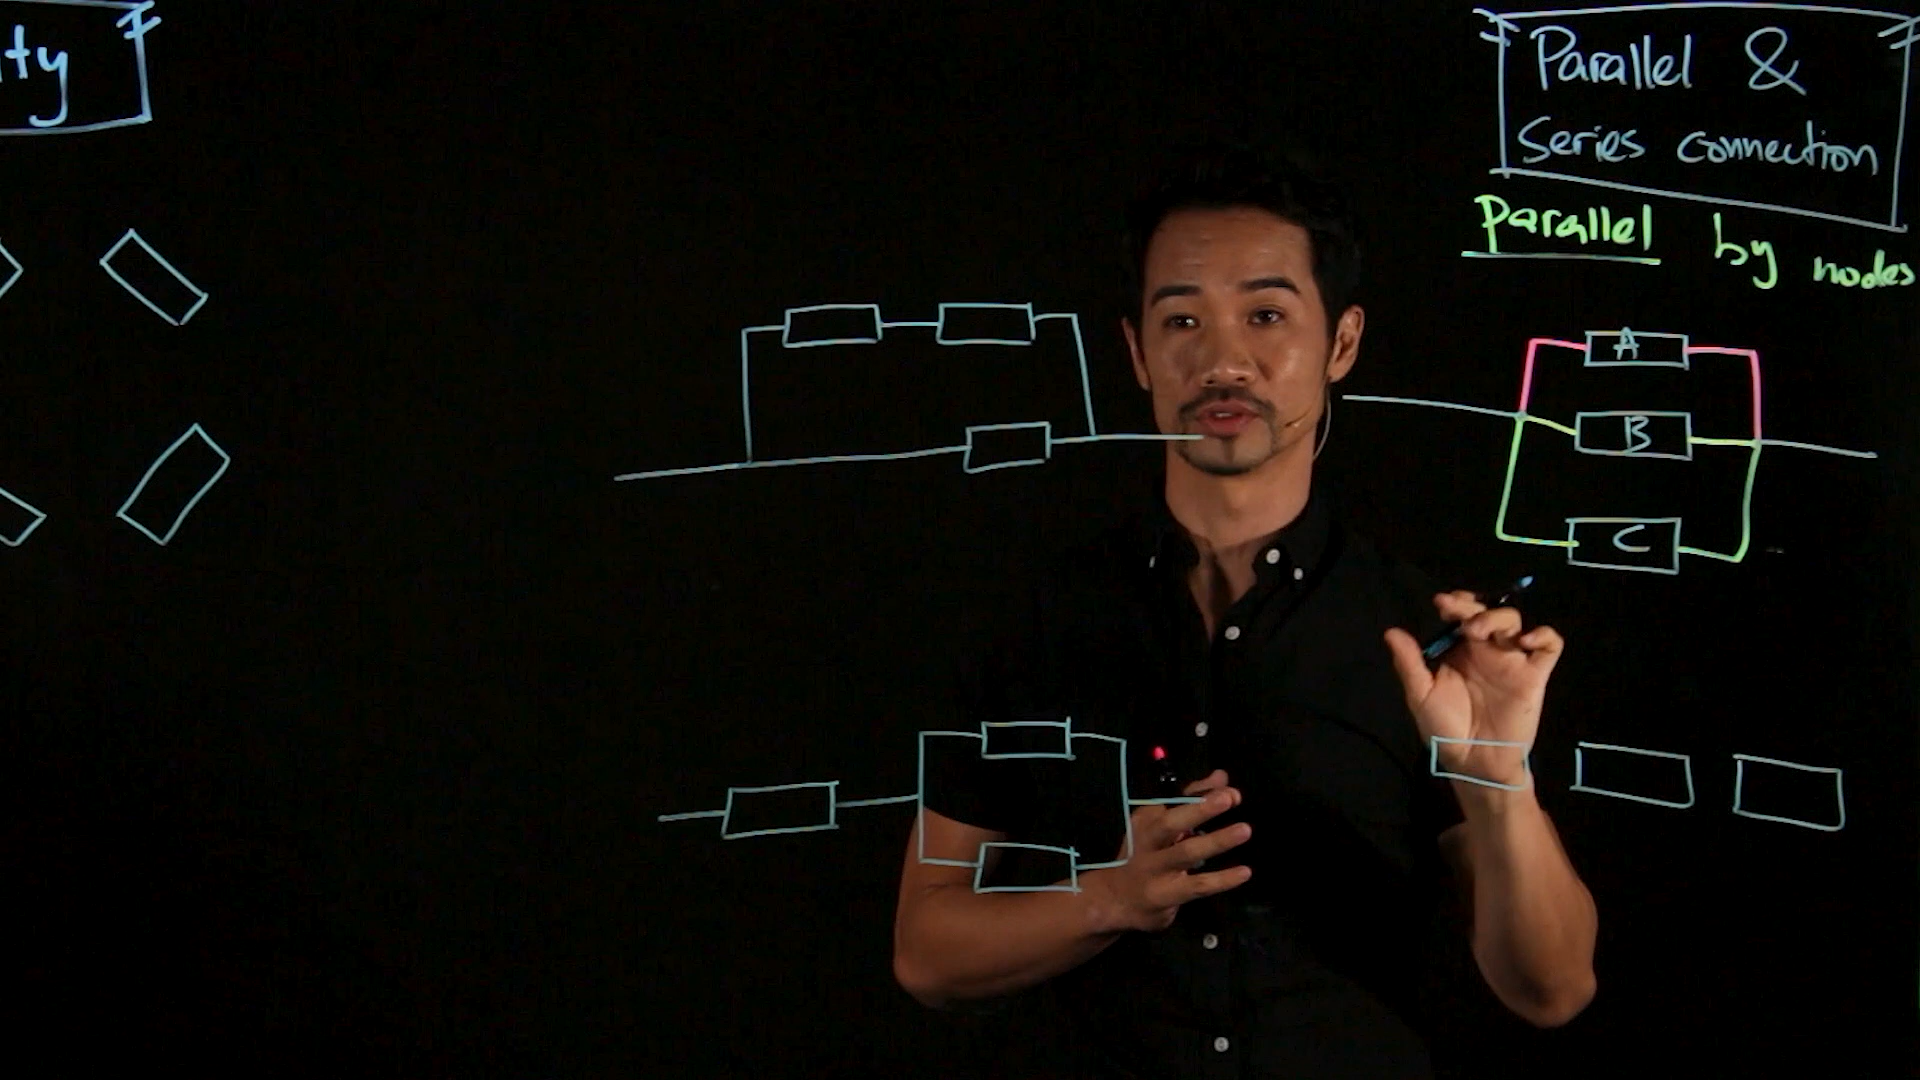 ty
Parallel &
Series connection
parallel by nodes
A
B
C